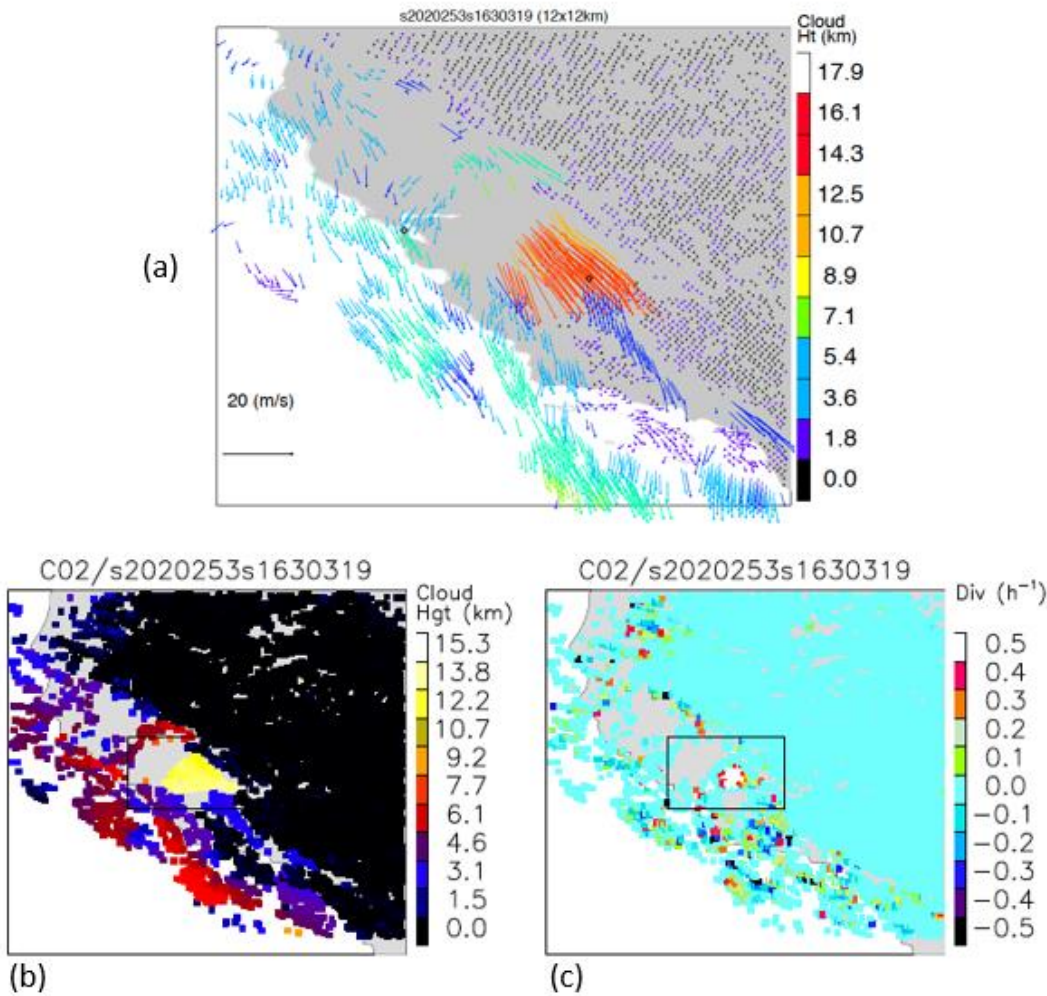 s2020253s1630319 (12x12km)
Cloud
Ht (km)
17.9
16.1
14.3
12.5
10.7
8.9
7.1
5.4
3.6
1.8
0.0
(a)
20 (m/s)
CO2/s2020253s1630319
Cloud
Hgt (km)
15.3
13.8
12.2
10.7
9.2
7.7
6.1
4.6
3.1
1.5
0.0
(b)
CO2/s2020253s1630319
Div (h⁻¹)
0.5
0.4
0.3
0.2
0.1
0.0
−0.1
−0.2
−0.3
−0.4
−0.5
(c)